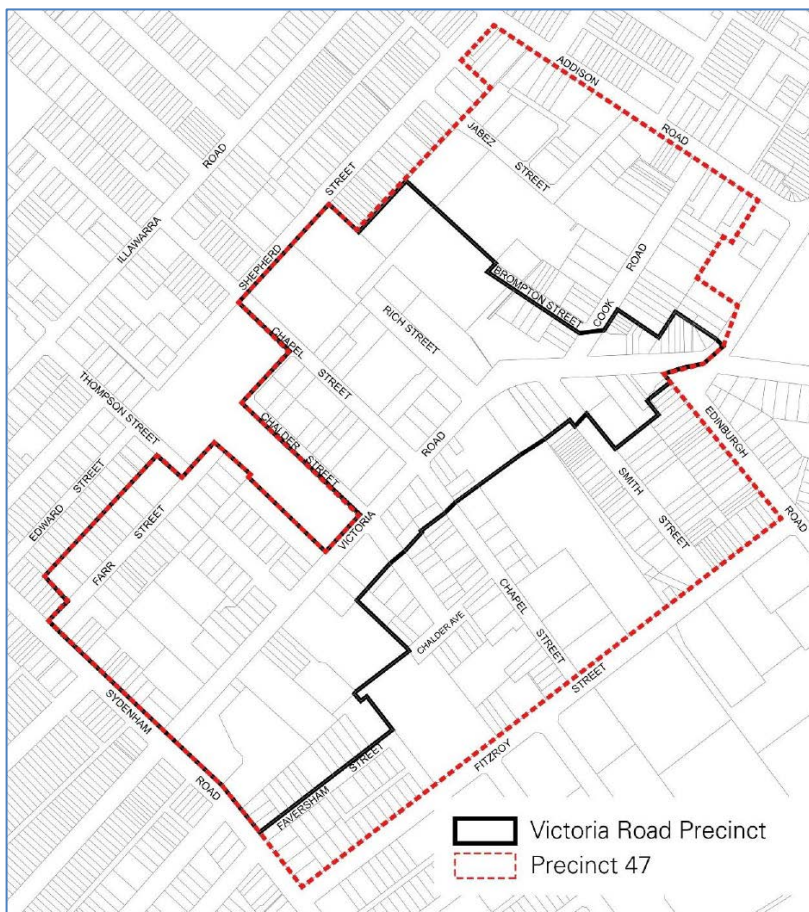 ADDISON
ROAD
JABEZ
STREET
ROAD
ILLAWARRA
STREET
SHEPHERD
BROMPTON STREET
ROAD
COOK
RICH STREET
CHAPEL
STREET
THOMPSON STREET
CHALDER STREET
ROAD
VICTORIA
EDINBURGH
ROAD
SMITH
STREET
EDWARD STREET
STREET
FARR
CHAPEL
STREET
CHALDER AVE
STREET
FITZROY
SYDENHAM
ROAD
STREET
FAVERSHAM
Victoria Road Precinct
Precinct 47